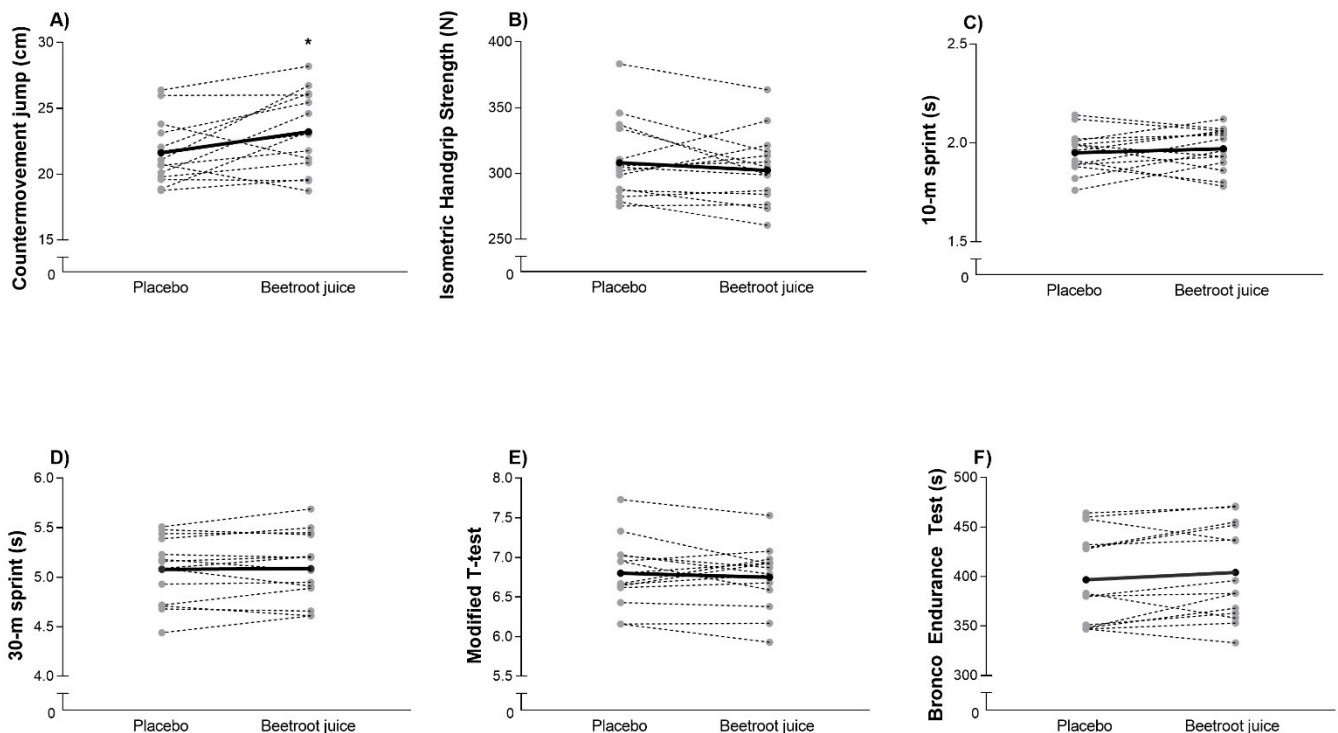 A)
Countermovement jump (cm)
30
*
25
20
15
0
Placebo
Beetroot juice
B)
Isometric Handgrip Strength (N)
400
350
300
250
0
Placebo
Beetroot juice
C)
10-m sprint (s)
2.5
2.0
1.5
0
Placebo
Beetroot juice
D)
30-m sprint (s)
6.0
5.5
5.0
4.5
4.0
0
Placebo
Beetroot juice
E)
Modified T-test
8.0
7.5
7.0
6.5
6.0
5.5
0
Placebo
Beetroot juice
F)
Bronco Endurance Test (s)
500
450
400
350
300
0
Placebo
Beetroot juice